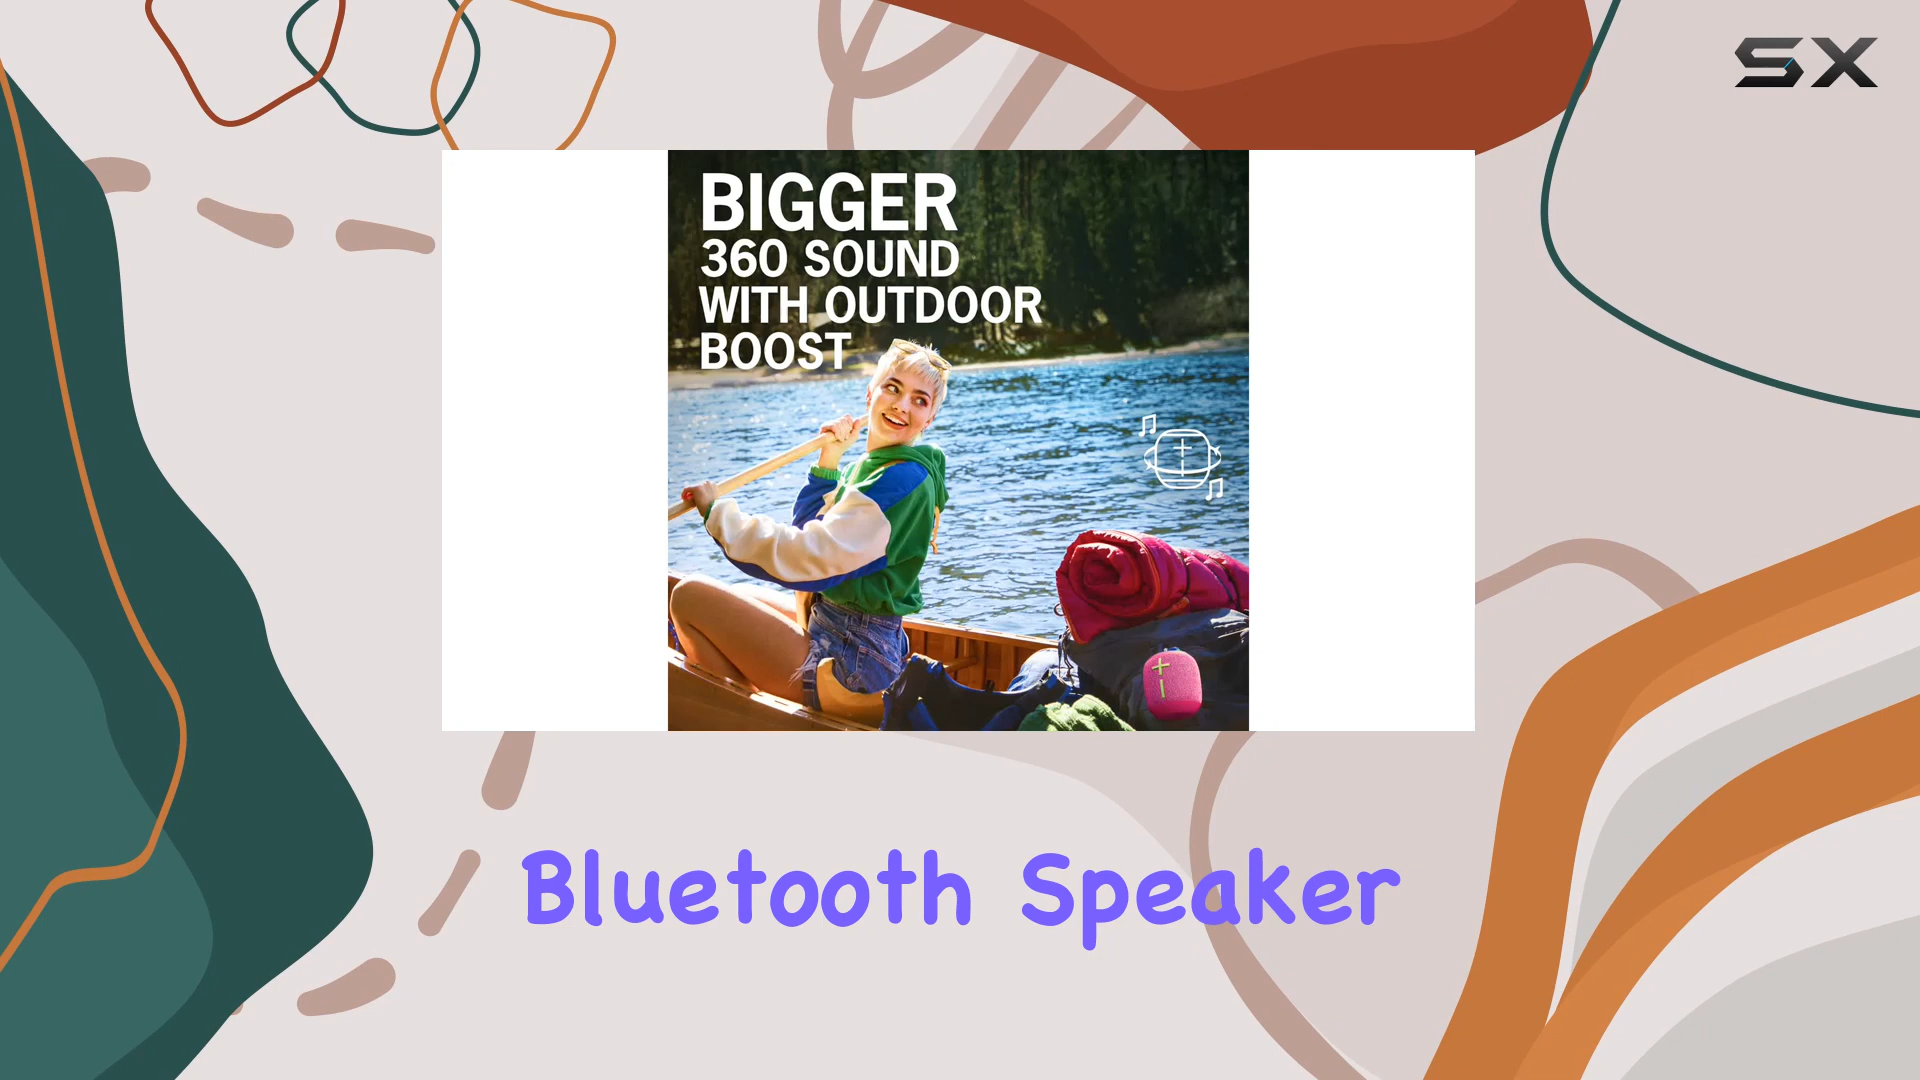 SX
BIGGER
360 SOUND
WITH OUTDOOR
BOOST
Bluetooth Speaker